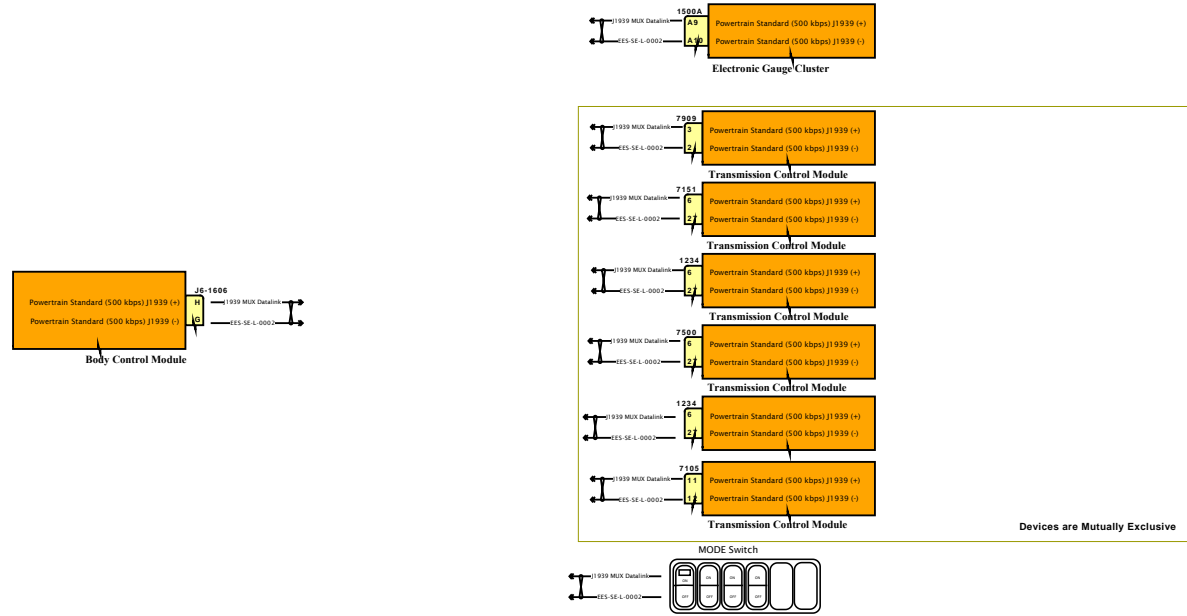 1500A
J1939 MUX Datalink
A9
Powertrain Standard (500 kbps) J1939 (+)
EES-SE-L-0002
A10
Powertrain Standard (500 kbps) J1939 (-)
Electronic Gauge Cluster
7909
J1939 MUX Datalink
3
Powertrain Standard (500 kbps) J1939 (+)
EES-SE-L-0002
2
Powertrain Standard (500 kbps) J1939 (-)
Transmission Control Module
7151
J1939 MUX Datalink
6
Powertrain Standard (500 kbps) J1939 (+)
EES-SE-L-0002
21
Powertrain Standard (500 kbps) J1939 (-)
Transmission Control Module
1234
J1939 MUX Datalink
6
Powertrain Standard (500 kbps) J1939 (+)
EES-SE-L-0002
Powertrain Standard (500 kbps) J1939 (-)
Transmission Control Module
J6-1606
Powertrain Standard (500 kbps) J1939 (+)
H
J1939 MUX Datalink
Powertrain Standard (500 kbps) J1939 (-)
G
EES-SE-L-0002
Body Control Module
7500
J1939 MUX Datalink
6
Powertrain Standard (500 kbps) J1939 (+)
EES-SE-L-0002
Powertrain Standard (500 kbps) J1939 (-)
Transmission Control Module
1234
J1939 MUX Datalink
6
Powertrain Standard (500 kbps) J1939 (+)
EES-SE-L-0002
Powertrain Standard (500 kbps) J1939 (-)
7105
J1939 MUX Datalink
11
Powertrain Standard (500 kbps) J1939 (+)
EES-SE-L-0002
12
Powertrain Standard (500 kbps) J1939 (-)
Transmission Control Module
Devices are Mutually Exclusive
MODE Switch
J1939 MUX Datalink
ON ON ON ON
EES-SE-L-0002
OFF OFF OFF OFF